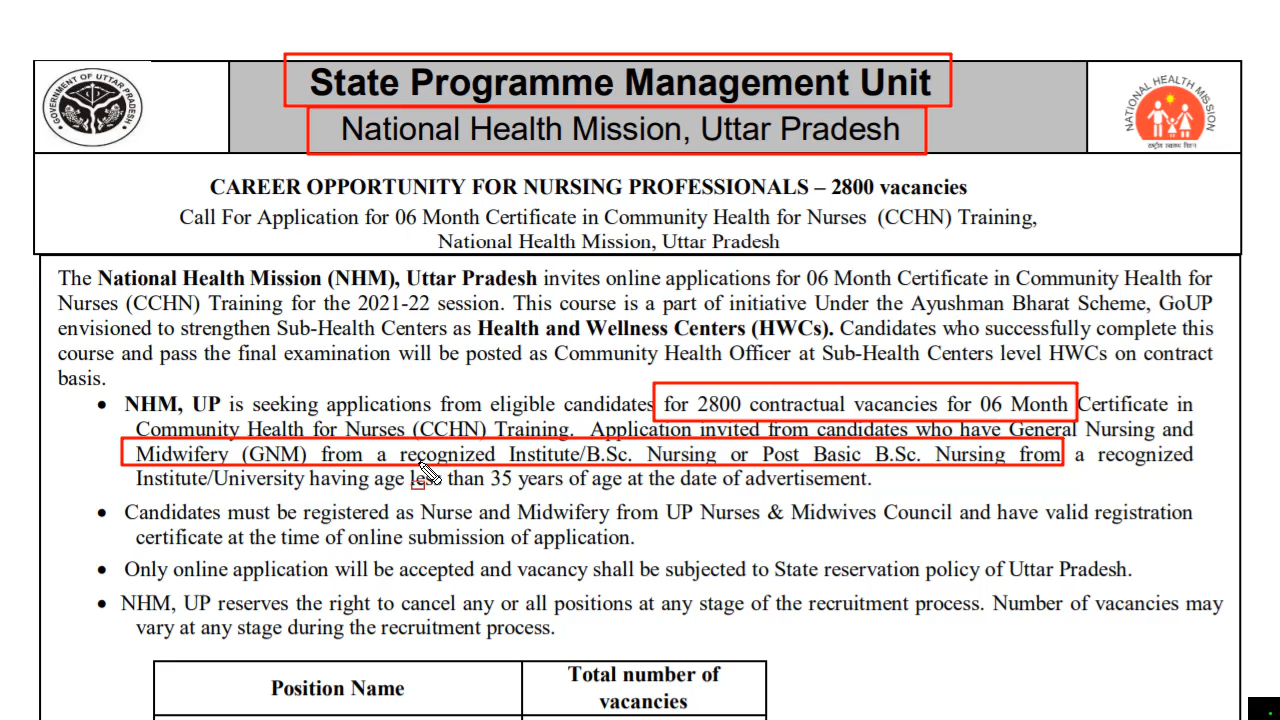 State Programme Management Unit
National Health Mission, Uttar Pradesh
GOVERNMENT OF UTTAR PRADESH
NATIONAL HEALTH MISSION
राष्ट्रीय स्वास्थ्य मिशन
CAREER OPPORTUNITY FOR NURSING PROFESSIONALS – 2800 vacancies
Call For Application for 06 Month Certificate in Community Health for Nurses (CCHN) Training,
National Health Mission, Uttar Pradesh
The National Health Mission (NHM), Uttar Pradesh invites online applications for 06 Month Certificate in Community Health for
Nurses (CCHN) Training for the 2021-22 session. This course is a part of initiative Under the Ayushman Bharat Scheme, GoUP
envisioned to strengthen Sub-Health Centers as Health and Wellness Centers (HWCs). Candidates who successfully complete this
course and pass the final examination will be posted as Community Health Officer at Sub-Health Centers level HWCs on contract
basis.
• NHM, UP is seeking applications from eligible candidates for 2800 contractual vacancies for 06 Month Certificate in
Community Health for Nurses (CCHN) Training. Application invited from candidates who have General Nursing and
Midwifery (GNM) from a recognized Institute/B.Sc. Nursing or Post Basic B.Sc. Nursing from a recognized
Institute/University having age less than 35 years of age at the date of advertisement.
• Candidates must be registered as Nurse and Midwifery from UP Nurses & Midwives Council and have valid registration
certificate at the time of online submission of application.
• Only online application will be accepted and vacancy shall be subjected to State reservation policy of Uttar Pradesh.
• NHM, UP reserves the right to cancel any or all positions at any stage of the recruitment process. Number of vacancies may
vary at any stage during the recruitment process.
Position Name
Total number of
vacancies